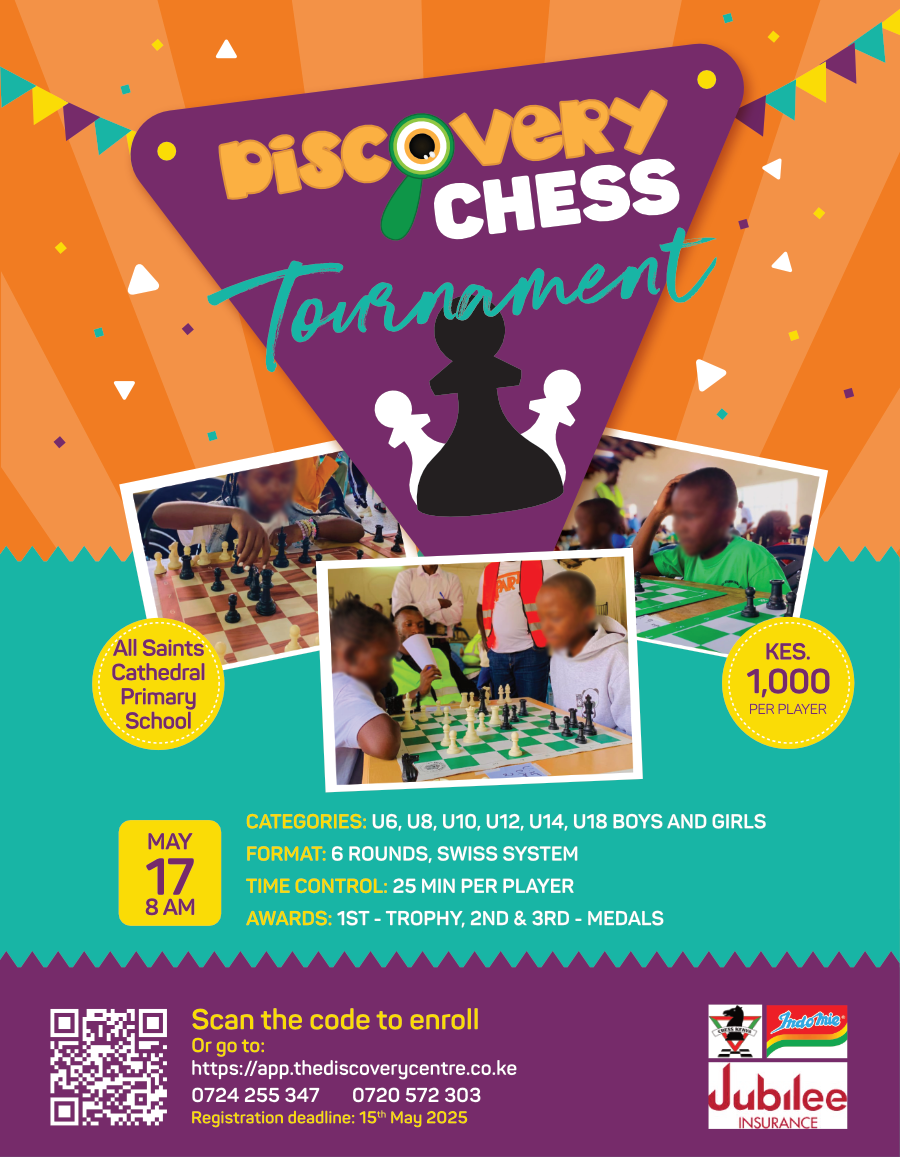 DiSCOVeRY
CHESS
Tournament
All Saints
Cathedral
Primary
School
KES.
1,000
PER PLAYER
MAY
17
8 AM
CATEGORIES: U6, U8, U10, U12, U14, U18 BOYS AND GIRLS
FORMAT: 6 ROUNDS, SWISS SYSTEM
TIME CONTROL: 25 MIN PER PLAYER
AWARDS: 1ST - TROPHY, 2ND & 3RD - MEDALS
Scan the code to enroll
Or go to:
https://app.thediscoverycentre.co.ke
0724 255 347 0720 572 303
Registration deadline: 15th May 2025
CHESS KENYA
Indomie
Jubilee
INSURANCE